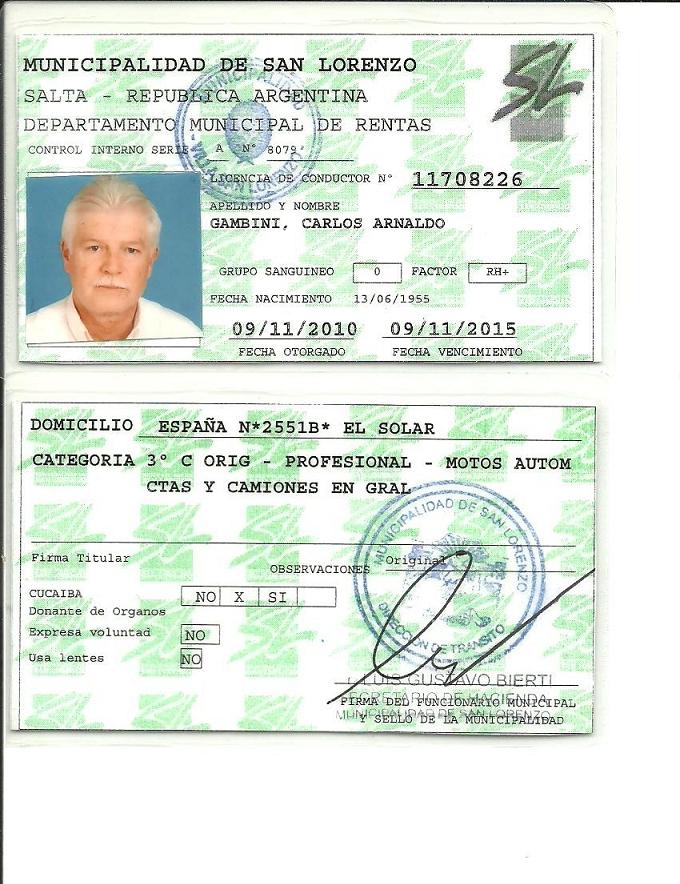 MUNICIPALIDAD DE SAN LORENZO
SL
SALTA - REPUBLICA ARGENTINA
DEPARTAMENTO MUNICIPAL DE RENTAS
CONTROL INTERNO SERIE A N° 8079
MUNICIPALIDAD
VILLA SAN LORENZO
LICENCIA DE CONDUCTOR N° 11708226
APELLIDO Y NOMBRE
GAMBINI, CARLOS ARNALDO
GRUPO SANGUINEO 0 FACTOR RH+
FECHA NACIMIENTO 13/06/1955
09/11/2010 09/11/2015
FECHA OTORGADO FECHA VENCIMIENTO
DOMICILIO ESPAÑA N*2551B* EL SOLAR
CATEGORIA 3° C ORIG - PROFESIONAL - MOTOS AUTOM
CTAS Y CAMIONES EN GRAL
MUNICIPALIDAD DE SAN LORENZO
DIRECCION DE TRANSITO
Firma Titular
OBSERVACIONES Original
CUCAIBA NO X SI
Donante de Organos
Expresa voluntad NO
Usa lentes NO
LUIS GUSTAVO BIERTI
SECRETARIO DE HACIENDA
MUNICIPALIDAD DE SAN LORENZO
FIRMA DEL FUNCIONARIO MUNICIPAL
Y SELLO DE LA MUNICIPALIDAD